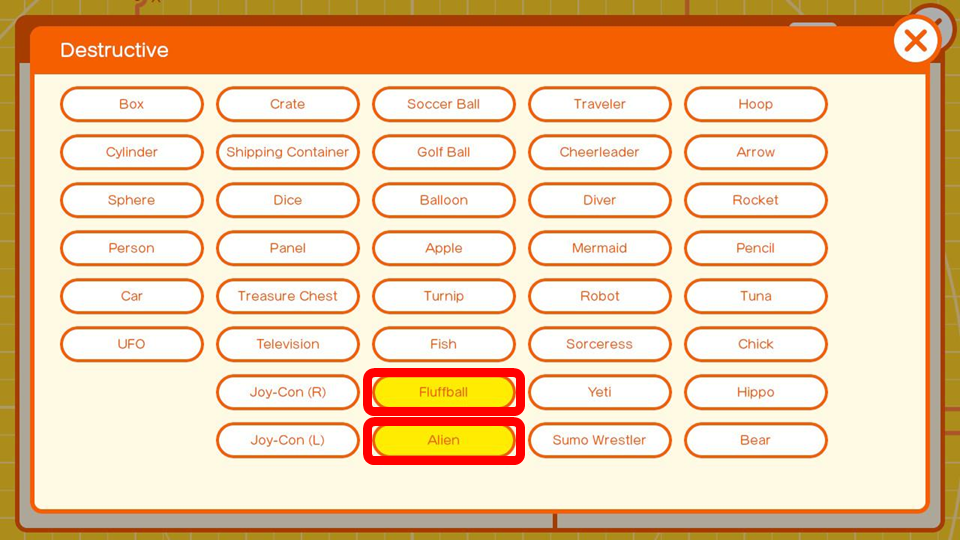 Destructive
Box
Crate
Soccer Ball
Traveler
Hoop
Cylinder
Shipping Container
Golf Ball
Cheerleader
Arrow
Sphere
Dice
Balloon
Diver
Rocket
Person
Panel
Apple
Mermaid
Pencil
Car
Treasure Chest
Turnip
Robot
Tuna
UFO
Television
Fish
Sorceress
Chick
Joy-Con (R)
Fluffball
Yeti
Hippo
Joy-Con (L)
Alien
Sumo Wrestler
Bear